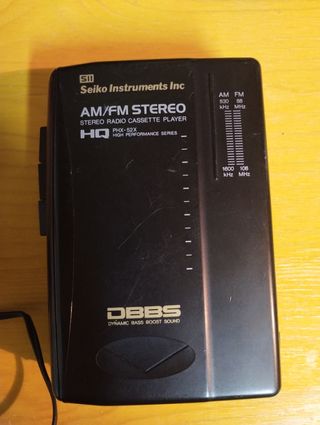 SII
Seiko Instruments Inc
AM/FM STEREO
STEREO RADIO CASSETTE PLAYER
HQ PHX-52X
HIGH PERFORMANCE SERIES
AM FM
530 88
kHz MHz
1600 108
kHz MHz
DBBS
DYNAMIC BASS BOOST SOUND